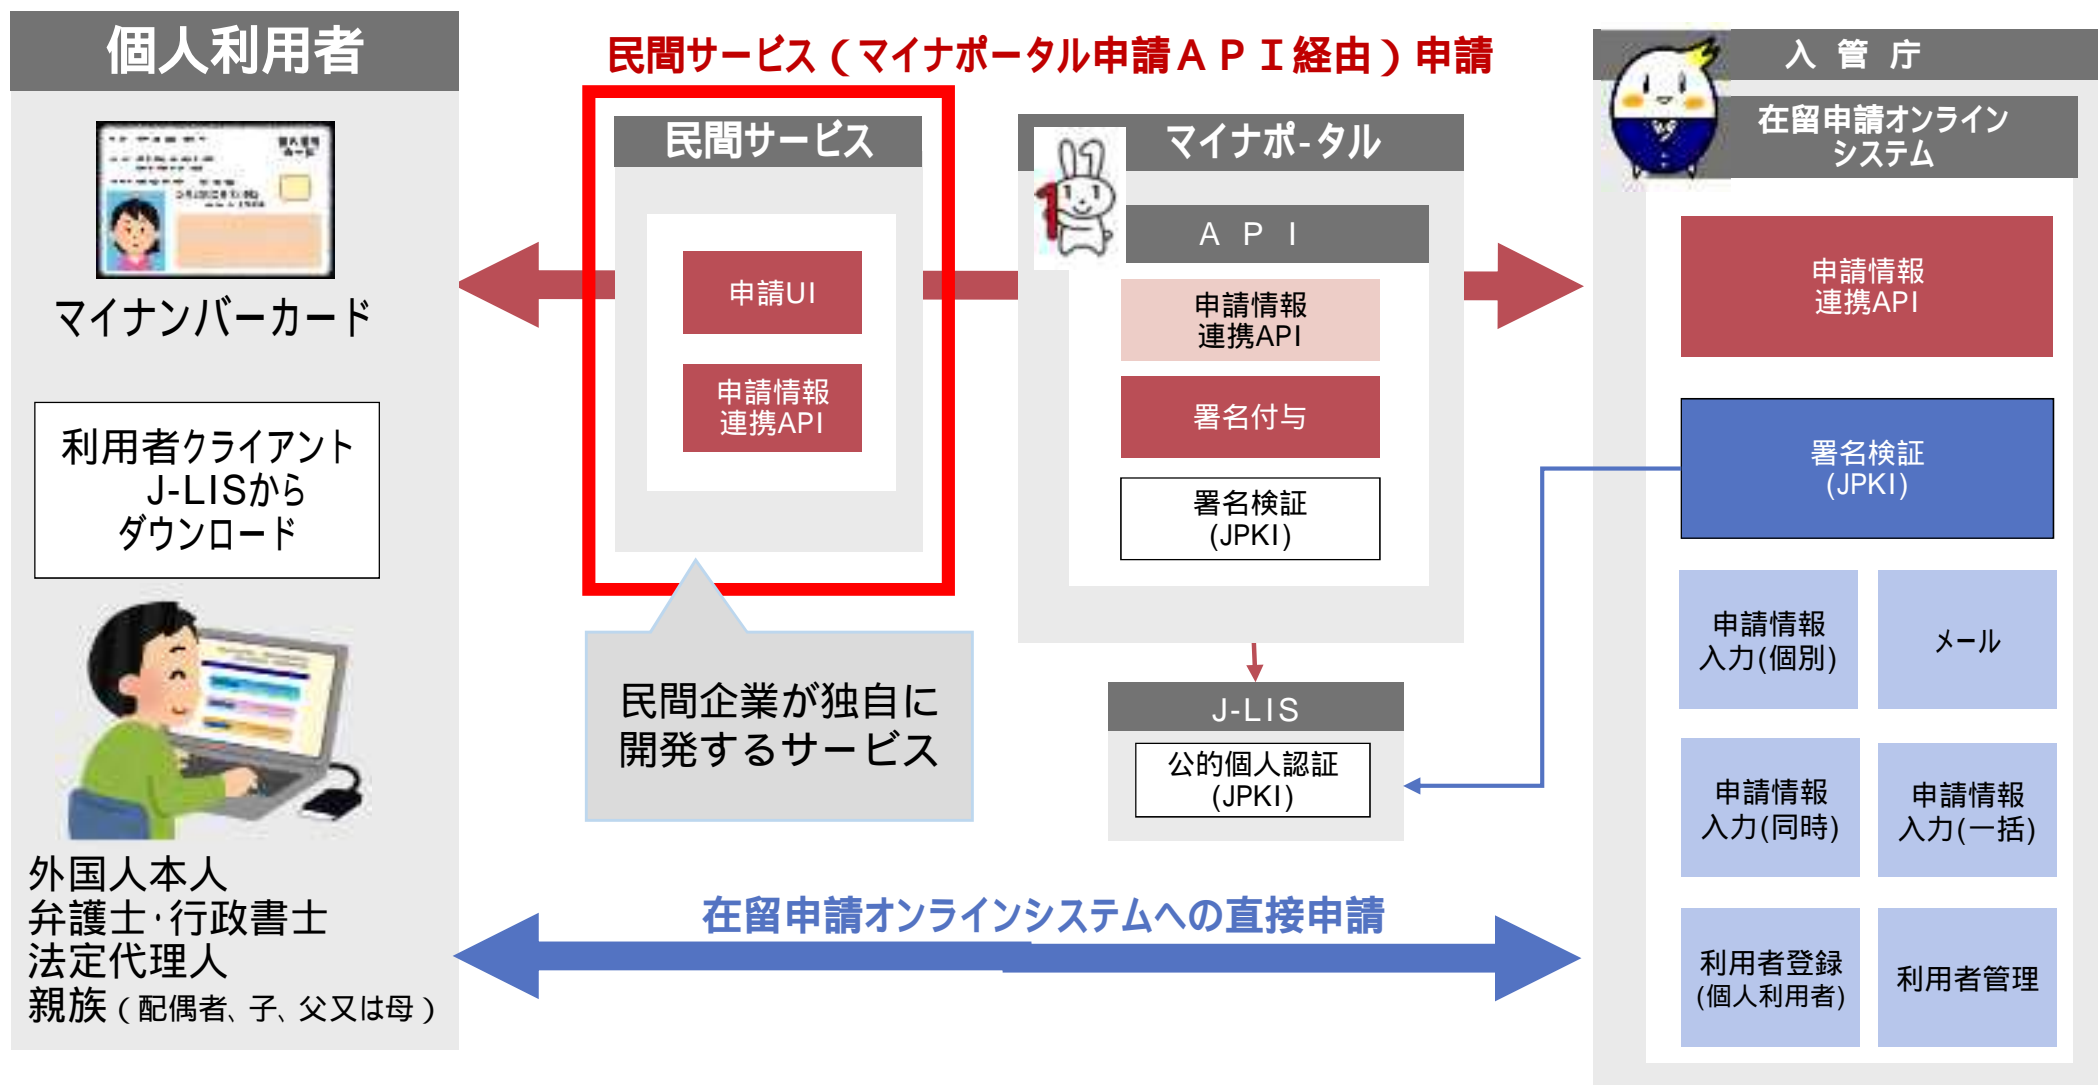 個人利用者
マイナンバーカード
利用者クライアント
J-LISから
ダウンロード
外国人本人
弁護士・行政書士
法定代理人
親族（配偶者、子、父又は母）
民間サービス（マイナポータル申請ＡＰＩ経由）申請
民間サービス
申請UI
申請情報
連携API
民間企業が独自に
開発するサービス
マイナポ-タル
API
申請情報
連携API
署名付与
署名検証
(JPKI)
J-LIS
公的個人認証
(JPKI)
在留申請オンラインシステムへの直接申請
入管庁
在留申請オンライン
システム
申請情報
連携API
署名検証
(JPKI)
申請情報
入力(個別)
メール
申請情報
入力(同時)
申請情報
入力(一括)
利用者登録
(個人利用者)
利用者管理